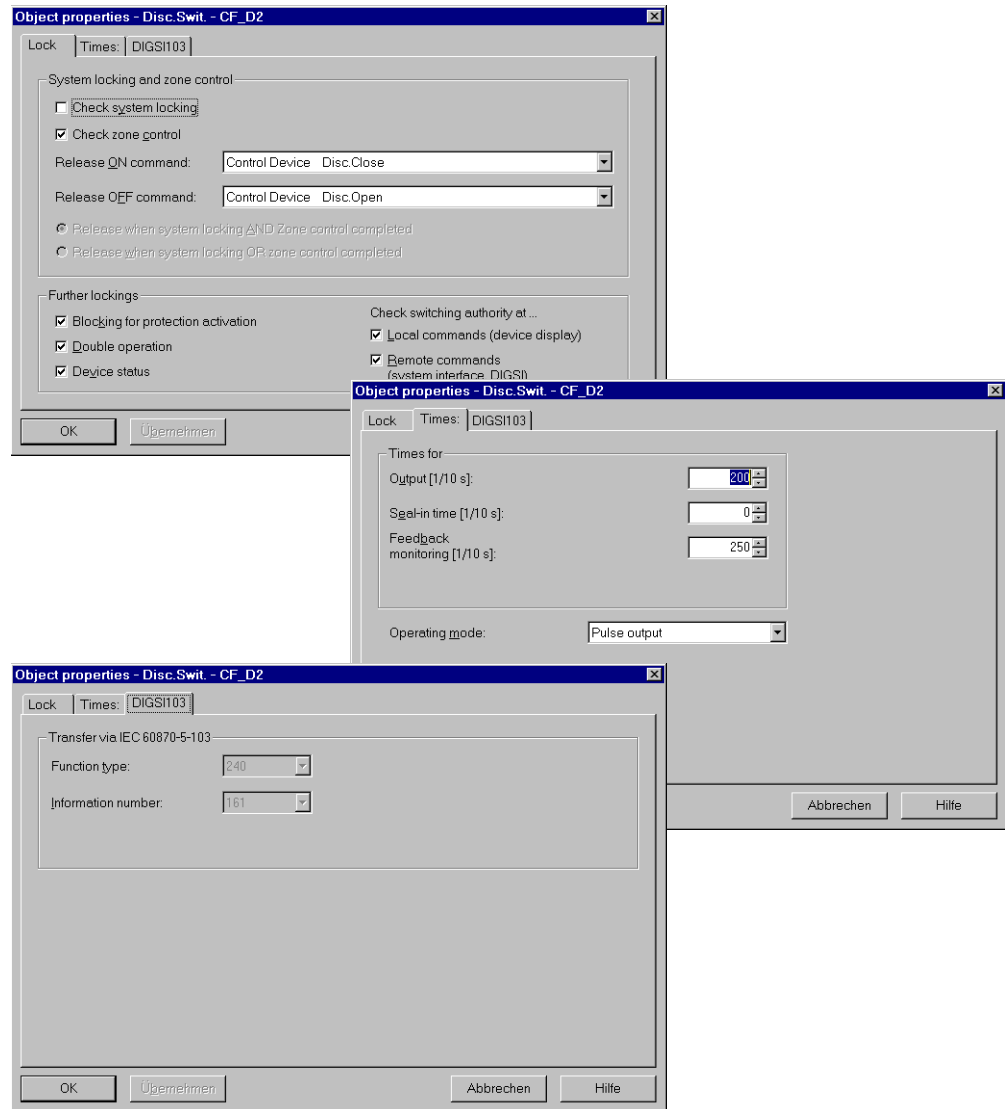 Object properties - Disc.Swit. - CF_D2
Lock Times: DIGSI103
System locking and zone control
Check system locking
Check zone control
Release ON command: Control Device Disc.Close
Release OFF command: Control Device Disc.Open
Release when system locking AND Zone control completed
Release when system locking OR zone control completed
Further lockings
Blocking for protection activation
Double operation
Device status
Check switching authority at ...
Local commands (device display)
Remote commands
(system interface, DIGSI)
OK Übernehmen
Object properties - Disc.Swit. - CF_D2
Lock Times: DIGSI103
Times for
Output [1/10 s]: 200
Seal-in time [1/10 s]: 0
Feedback
monitoring [1/10 s]: 250
Operating mode: Pulse output
Abbrechen Hilfe
Object properties - Disc.Swit. - CF_D2
Lock Times: DIGSI103
Transfer via IEC 60870-5-103
Function type: 240
Information number: 161
OK Übernehmen Abbrechen Hilfe